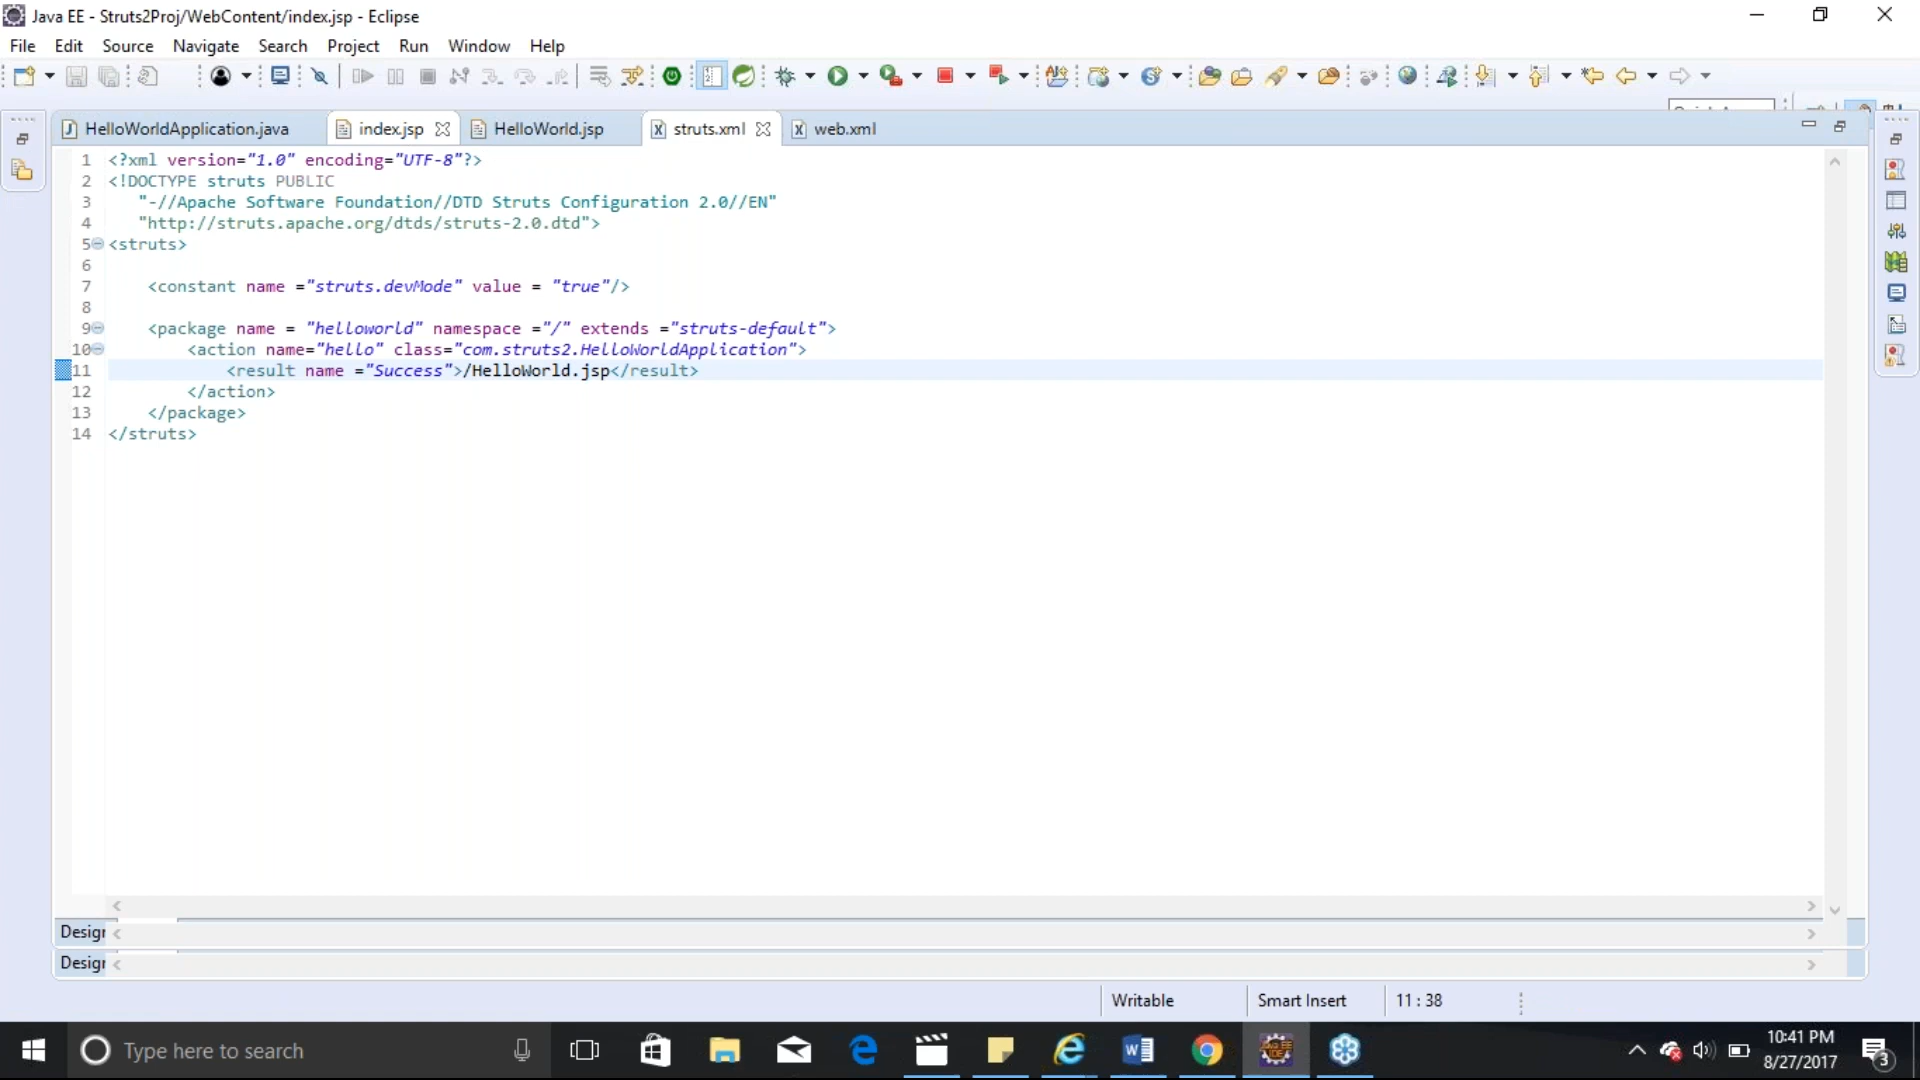 Java EE - Struts2Proj/WebContent/index.jsp - Eclipse
File Edit Source Navigate Search Project Run Window Help
HelloWorldApplication.java index.jsp HelloWorld.jsp struts.xml web.xml
1 <?xml version="1.0" encoding="UTF-8"?>
2 <!DOCTYPE struts PUBLIC
3 "-//Apache Software Foundation//DTD Struts Configuration 2.0//EN"
4 "http://struts.apache.org/dtds/struts-2.0.dtd">
5 <struts>
6
7 <constant name ="struts.devMode" value = "true"/>
8
9 <package name = "helloworld" namespace ="/" extends ="struts-default">
10 <action name="hello" class="com.struts2.HelloWorldApplication">
11 <result name ="Success">/HelloWorld.jsp</result>
12 </action>
13 </package>
14 </struts>
Design
Design
Writable Smart Insert 11 : 38
Type here to search
10:41 PM
8/27/2017
3